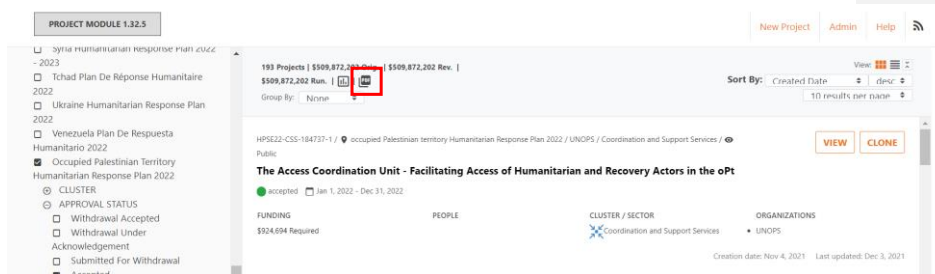 PROJECT MODULE 1.32.5
New Project
Admin
Help
Syria Humanitarian Response Plan 2022
- 2023
Tchad Plan De Réponse Humanitaire
2022
Ukraine Humanitarian Response Plan
2022
Venezuela Plan De Respuesta
Humanitario 2022
Occupied Palestinian Territory
Humanitarian Response Plan 2022
CLUSTER
APPROVAL STATUS
Withdrawal Accepted
Withdrawal Under
Acknowledgement
Submitted For Withdrawal
Accepted
193 Projects | $509,872,202 Orig. | $509,872,202 Rev. |
$509,872,202 Run. |
Group By: None
View:
Sort By: Created Date desc
10 results per page
HPSE22-CSS-184737-1 / occupied Palestinian territory Humanitarian Response Plan 2022 / UNOPS / Coordination and Support Services /
Public
VIEW
CLONE
The Access Coordination Unit - Facilitating Access of Humanitarian and Recovery Actors in the oPt
accepted Jan 1, 2022 - Dec 31, 2022
FUNDING PEOPLE CLUSTER / SECTOR ORGANIZATIONS
$924,694 Required Coordination and Support Services • UNOPS
Creation date: Nov 4, 2021 Last updated: Dec 3, 2021